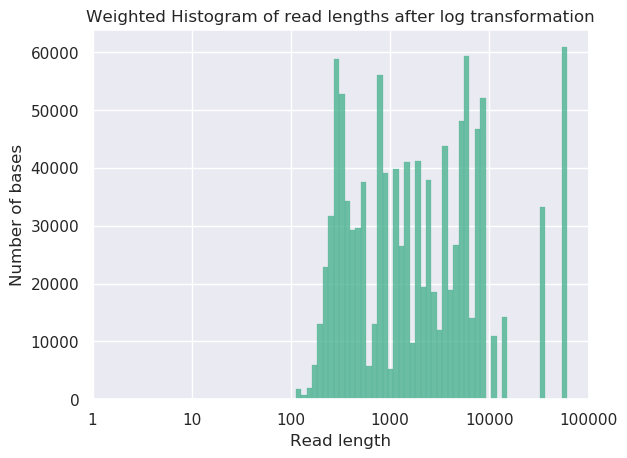 Weighted Histogram of read lengths after log transformation
Number of bases
60000
50000
40000
30000
20000
10000
0
1 10 100 1000 10000 100000
Read length